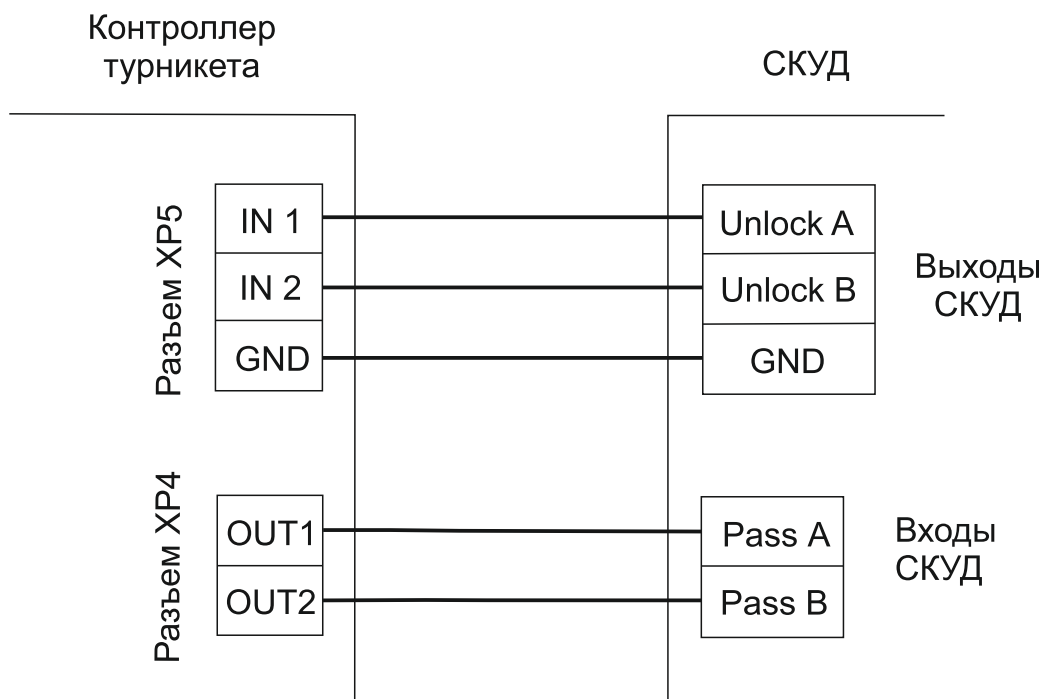 Контроллер
турникета
СКУД
Разъем XP5
IN 1
IN 2
GND
Unlock A
Unlock B
GND
Выходы
СКУД
Разъем XP4
OUT1
OUT2
Pass A
Pass B
Входы
СКУД